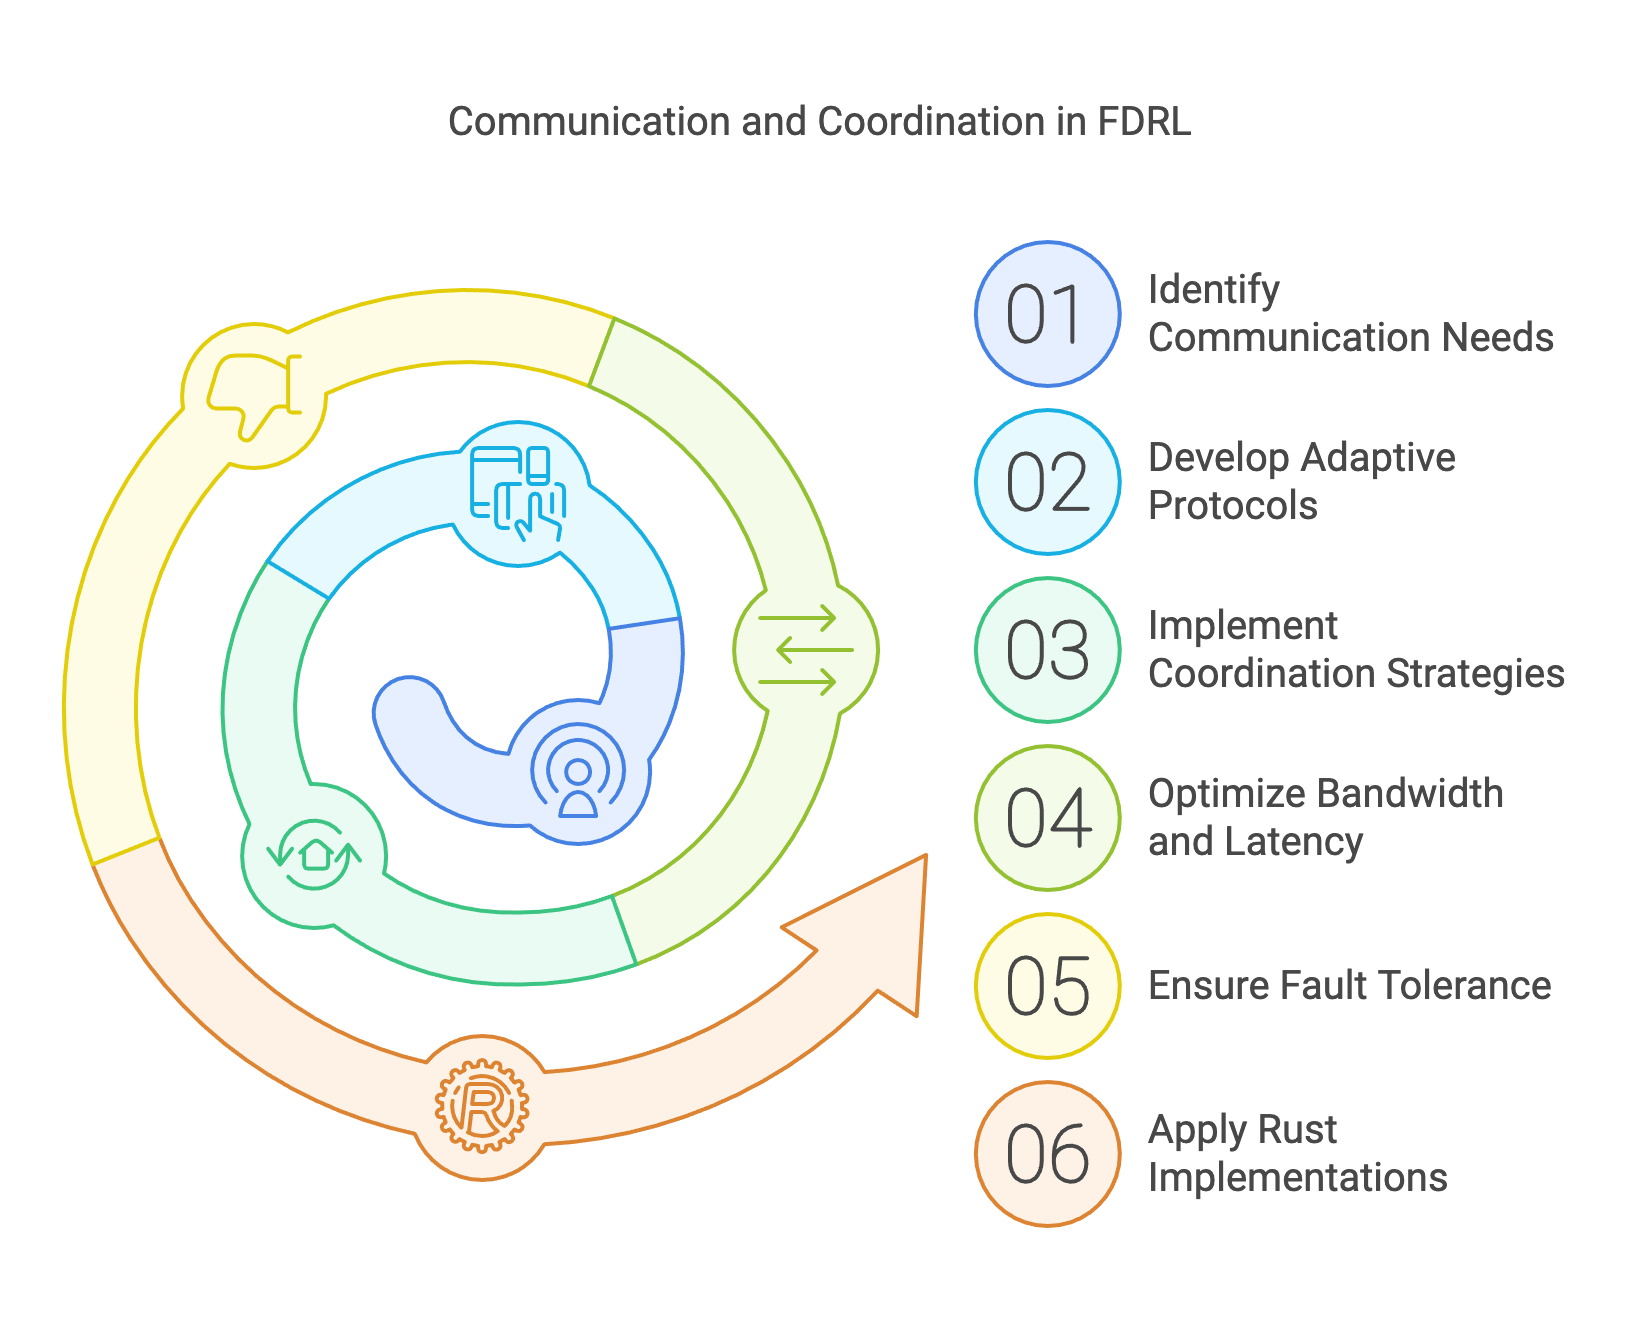 Communication and Coordination in FDRL
01
Identify
Communication Needs
02
Develop Adaptive
Protocols
03
Implement
Coordination Strategies
04
Optimize Bandwidth
and Latency
05
Ensure Fault Tolerance
06
Apply Rust
Implementations
R